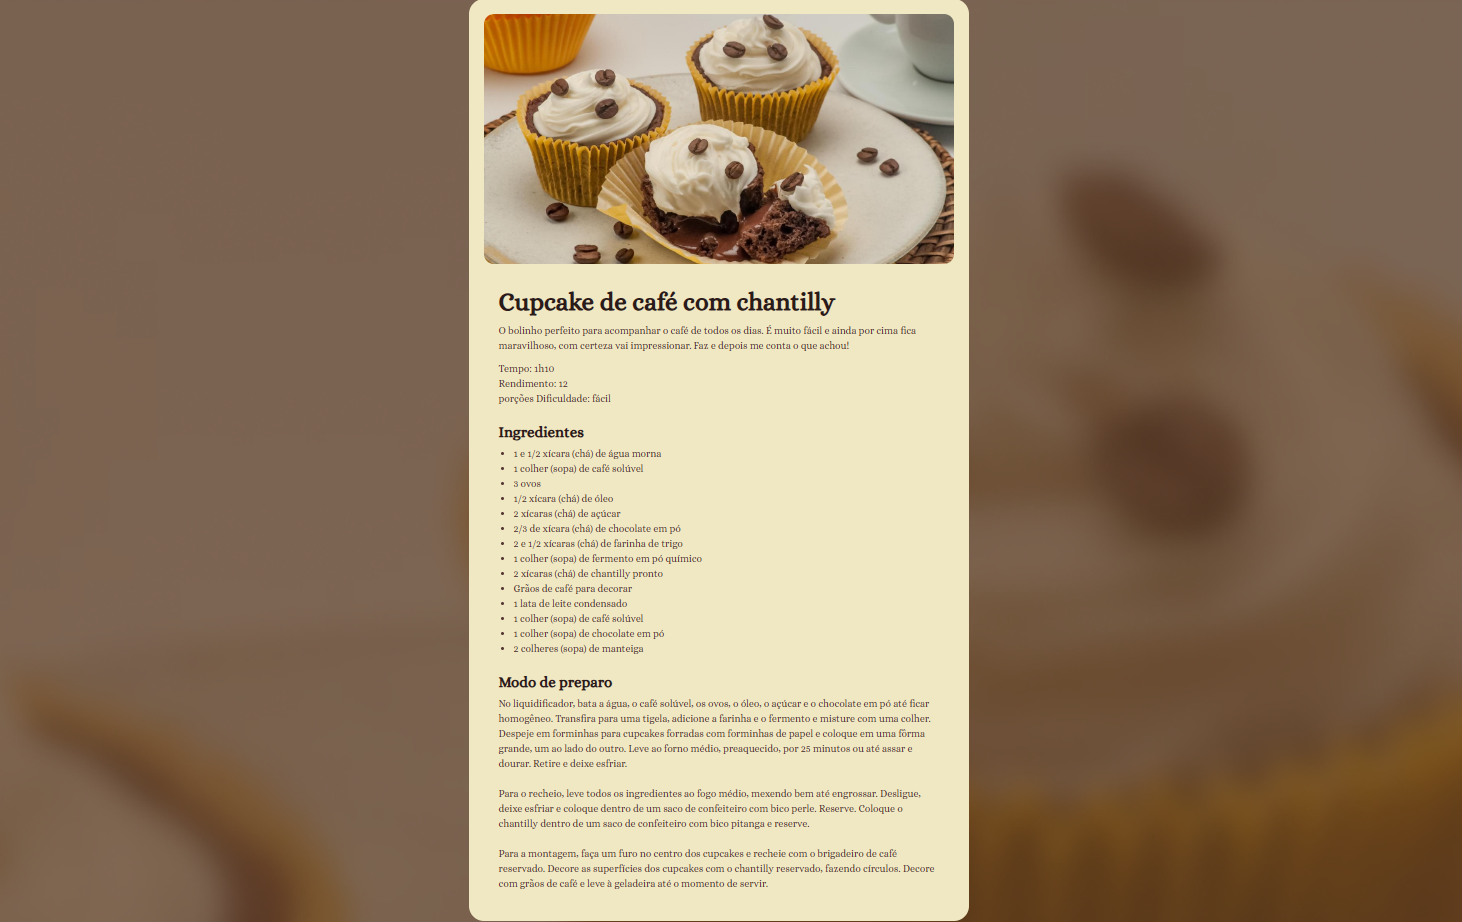 Cupcake de café com chantilly
O bolinho perfeito para acompanhar o café de todos os dias. É muito fácil e ainda por cima fica
maravilhoso, com certeza vai impressionar. Faz e depois me conta o que achou!
Tempo: 1h10
Rendimento: 12
porções Dificuldade: fácil
Ingredientes
• 1 e 1/2 xícara (chá) de água morna
• 1 colher (sopa) de café solúvel
• 3 ovos
• 1/2 xícara (chá) de óleo
• 2 xícaras (chá) de açúcar
• 2/3 de xícara (chá) de chocolate em pó
• 2 e 1/2 xícaras (chá) de farinha de trigo
• 1 colher (sopa) de fermento em pó químico
• 2 xícaras (chá) de chantilly pronto
• Grãos de café para decorar
• 1 lata de leite condensado
• 1 colher (sopa) de café solúvel
• 1 colher (sopa) de chocolate em pó
• 2 colheres (sopa) de manteiga
Modo de preparo
No liquidificador, bata a água, o café solúvel, os ovos, o óleo, o açúcar e o chocolate em pó até ficar
homogêneo. Transfira para uma tigela, adicione a farinha e o fermento e misture com uma colher.
Despeje em forminhas para cupcakes forradas com forminhas de papel e coloque em uma fôrma
grande, um ao lado do outro. Leve ao forno médio, preaquecido, por 25 minutos ou até assar e
dourar. Retire e deixe esfriar.
Para o recheio, leve todos os ingredientes ao fogo médio, mexendo bem até engrossar. Desligue,
deixe esfriar e coloque dentro de um saco de confeiteiro com bico perle. Reserve. Coloque o
chantilly dentro de um saco de confeiteiro com bico pitanga e reserve.
Para a montagem, faça um furo no centro dos cupcakes e recheie com o brigadeiro de café
reservado. Decore as superfícies dos cupcakes com o chantilly reservado, fazendo círculos. Decore
com grãos de café e leve à geladeira até o momento de servir.